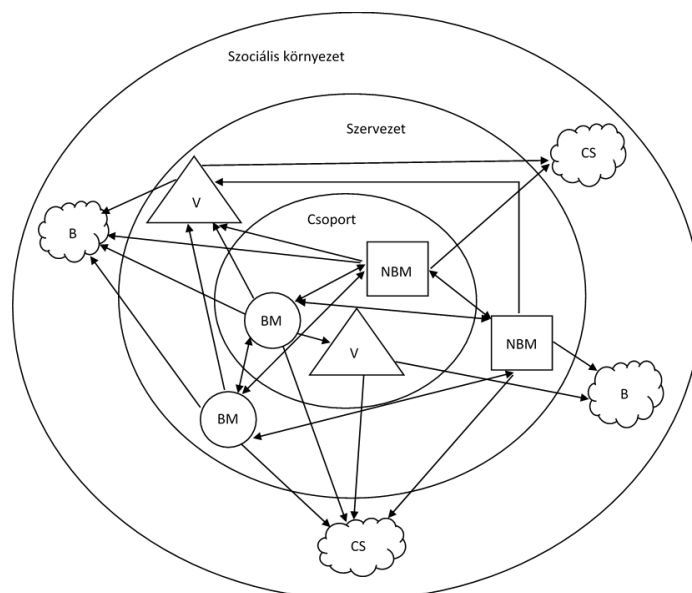 Szociális környezet
Szervezet
CS
V
Csoport
B
NBM
BM
NBM
V
B
BM
CS